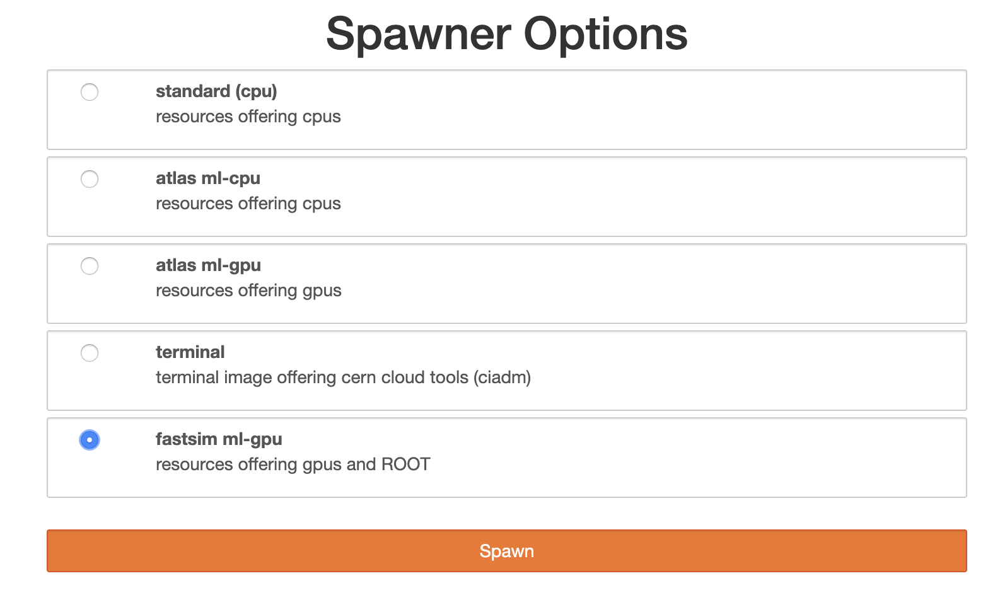 Spawner Options
standard (cpu)
resources offering cpus
atlas ml-cpu
resources offering cpus
atlas ml-gpu
resources offering gpus
terminal
terminal image offering cern cloud tools (ciadm)
fastsim ml-gpu
resources offering gpus and ROOT
Spawn